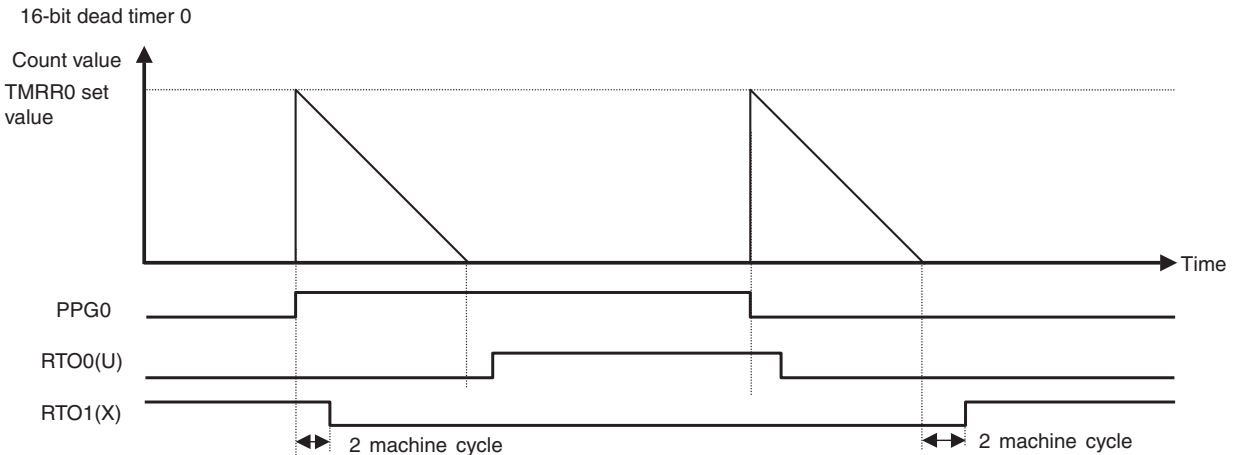 16-bit dead timer 0
Count value
TMRR0 set
value
Time
PPG0
RTO0(U)
RTO1(X)
2 machine cycle
2 machine cycle